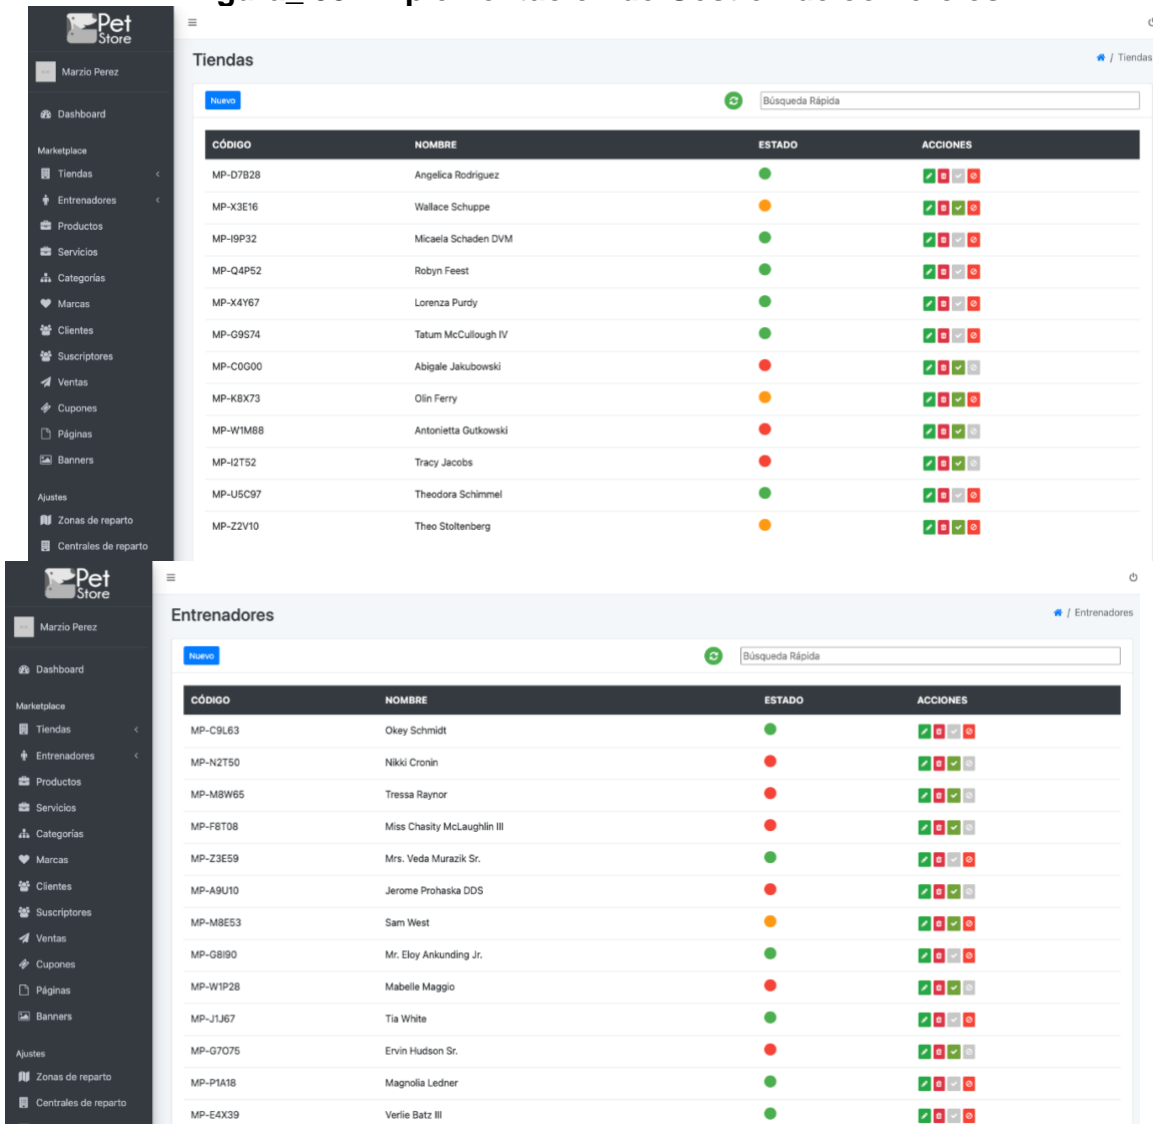 Pet
Store
Marzio Perez
Dashboard
Marketplace
Tiendas
Entrenadores
Productos
Servicios
Categorías
Marcas
Clientes
Suscriptores
Ventas
Cupones
Páginas
Banners
Ajustes
Zonas de reparto
Centrales de reparto
Tiendas
/ Tiendas
Nuevo
Búsqueda Rápida
CÓDIGO NOMBRE ESTADO ACCIONES
MP-D7B28 Angelica Rodriguez
MP-X3E16 Wallace Schuppe
MP-I9P32 Micaela Schaden DVM
MP-Q4P52 Robyn Feest
MP-X4Y67 Lorenza Purdy
MP-G9S74 Tatum McCullough IV
MP-C0G00 Abigale Jakubowski
MP-K8X73 Olin Ferry
MP-W1M88 Antonietta Gutkowski
MP-I2T52 Tracy Jacobs
MP-U5C97 Theodora Schimmel
MP-Z2V10 Theo Stoltenberg
Pet
Store
Marzio Perez
Dashboard
Marketplace
Tiendas
Entrenadores
Productos
Servicios
Categorías
Marcas
Clientes
Suscriptores
Ventas
Cupones
Páginas
Banners
Ajustes
Zonas de reparto
Centrales de reparto
Entrenadores
/ Entrenadores
Nuevo
Búsqueda Rápida
CÓDIGO NOMBRE ESTADO ACCIONES
MP-C9L63 Okey Schmidt
MP-N2T50 Nikki Cronin
MP-M8W65 Tressa Raynor
MP-F8T08 Miss Chasity McLaughlin III
MP-Z3E59 Mrs. Veda Murazik Sr.
MP-A9U10 Jerome Prohaska DDS
MP-M8E53 Sam West
MP-G8I90 Mr. Eloy Ankunding Jr.
MP-W1P28 Mabelle Maggio
MP-J1J67 Tia White
MP-G7O75 Ervin Hudson Sr.
MP-P1A18 Magnolia Ledner
MP-E4X39 Verlie Batz III